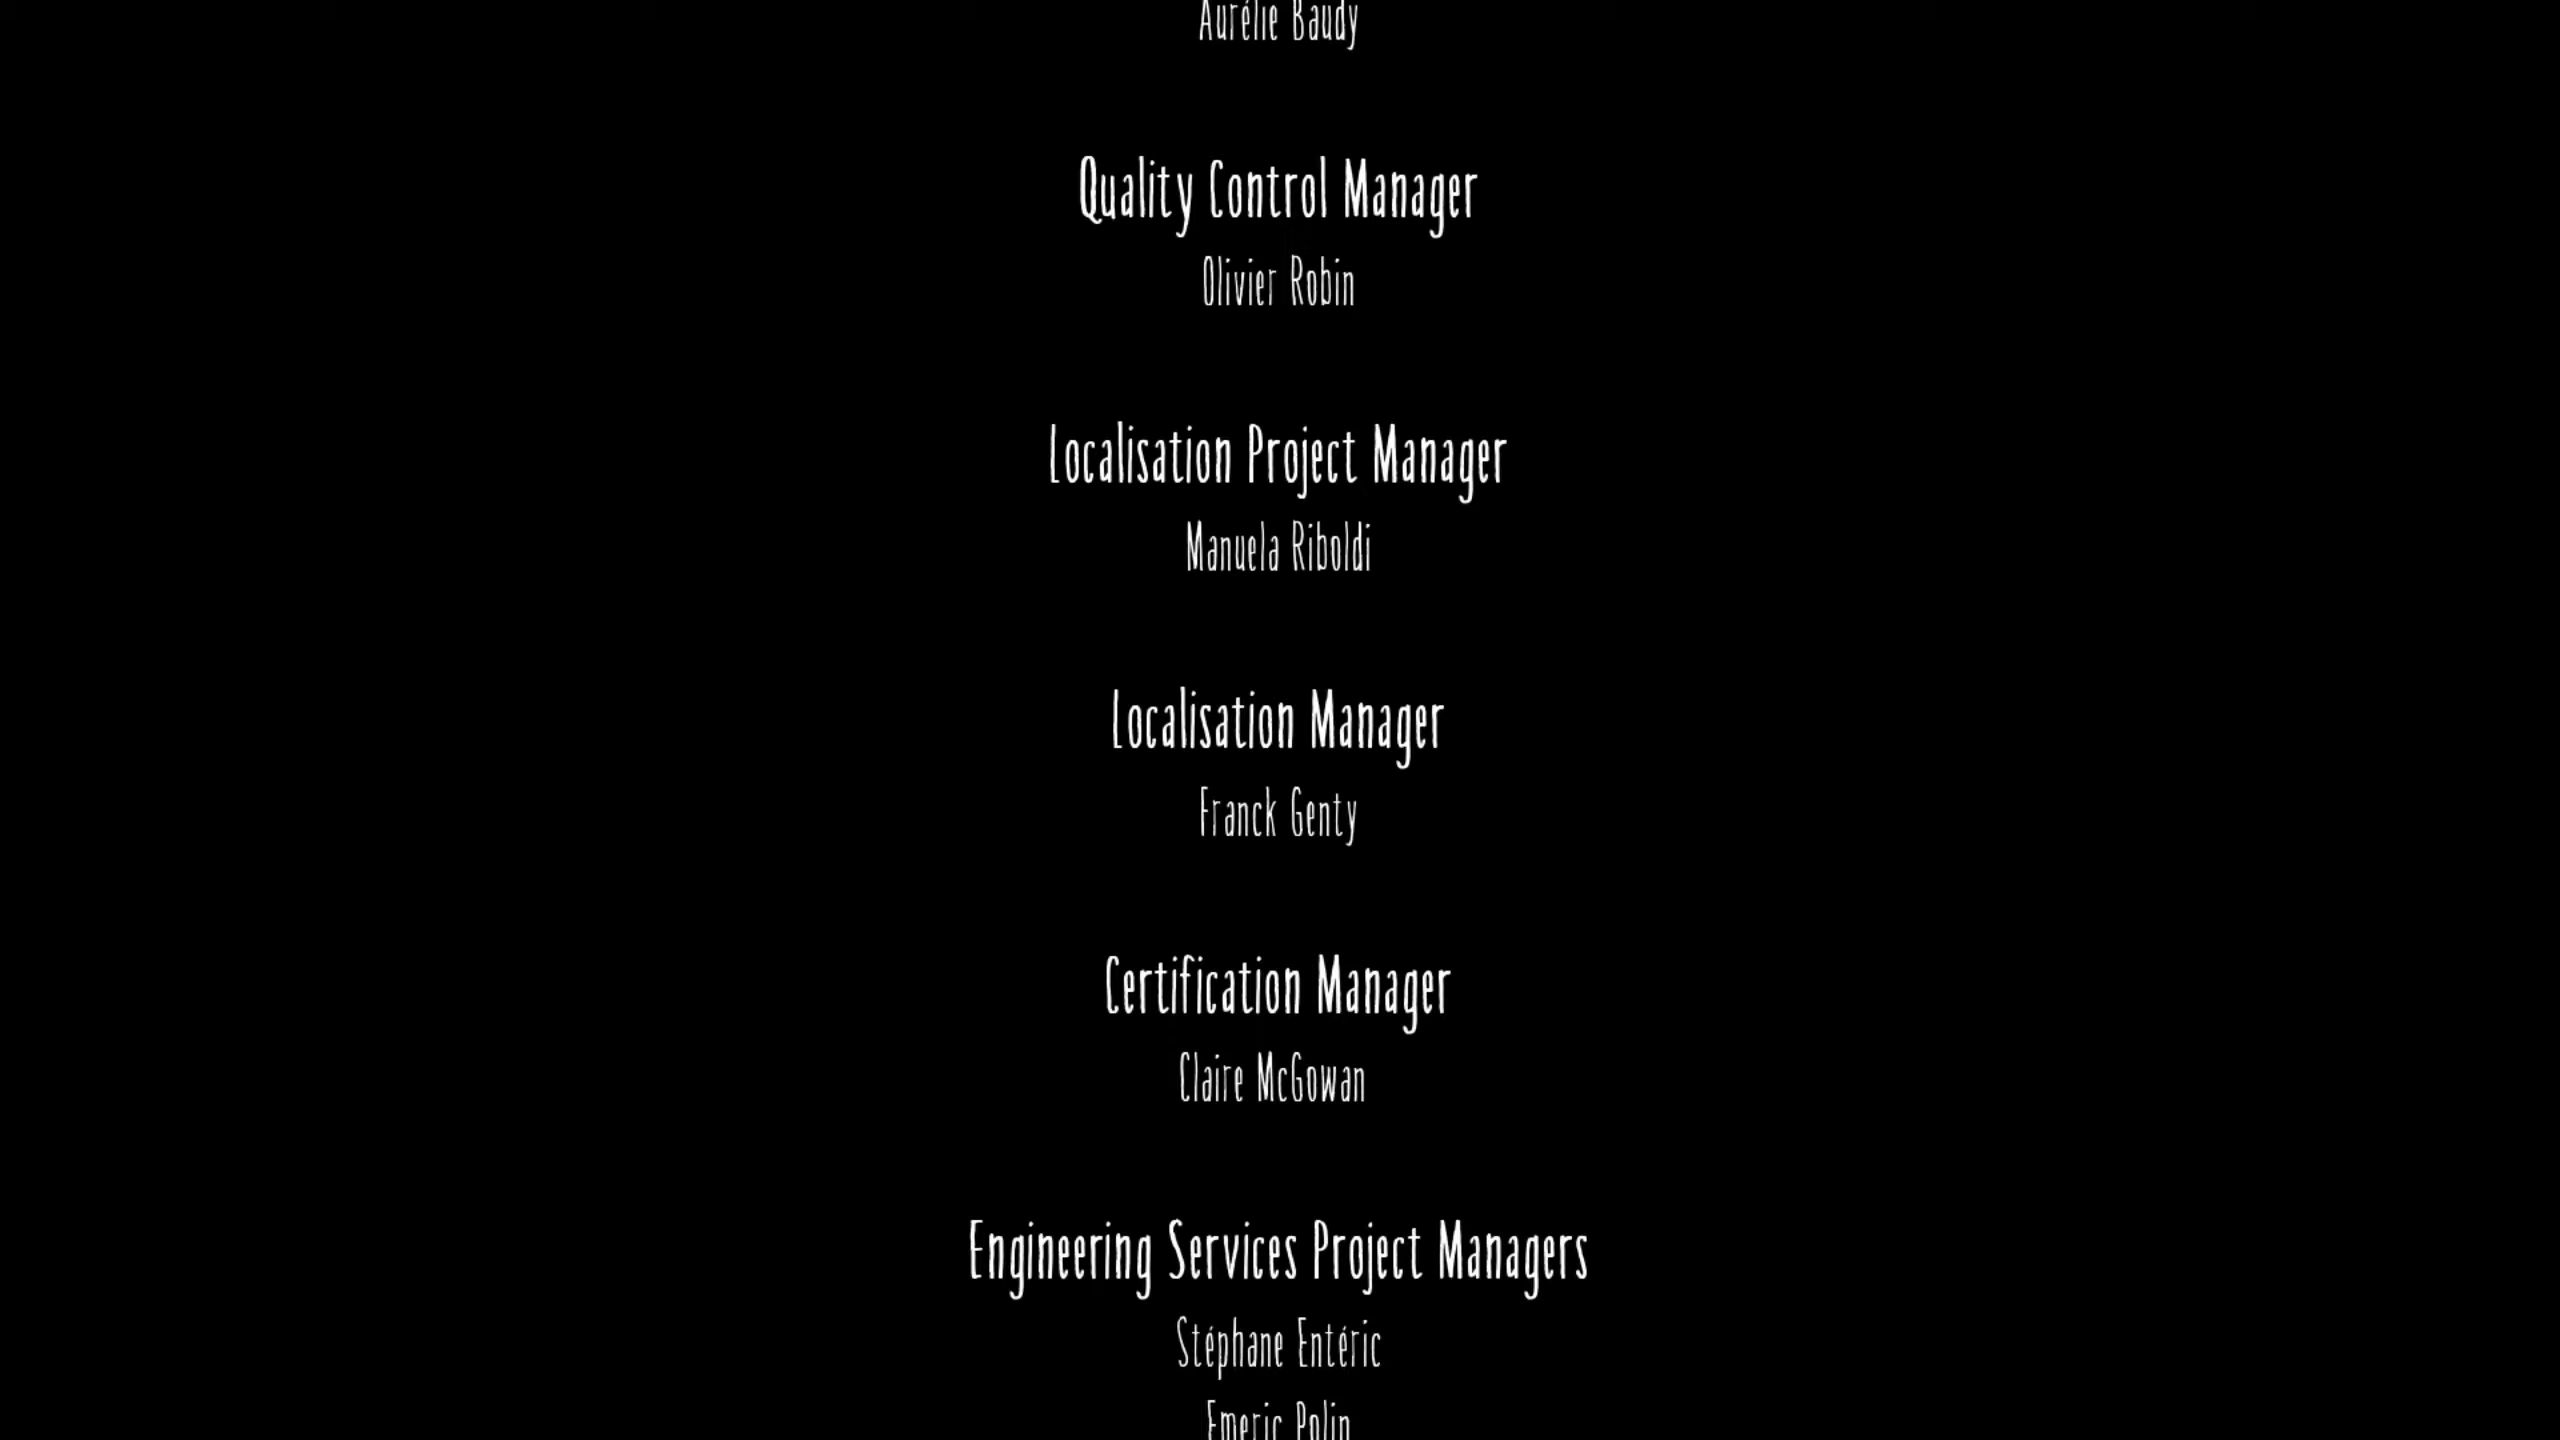 Aurélie Baudy
Quality Control Manager
Olivier Robin
Localisation Project Manager
Manuela Riboldi
Localisation Manager
Franck Genty
Certification Manager
Claire McGowan
Engineering Services Project Managers
Stéphane Entéric
Emeric Polin